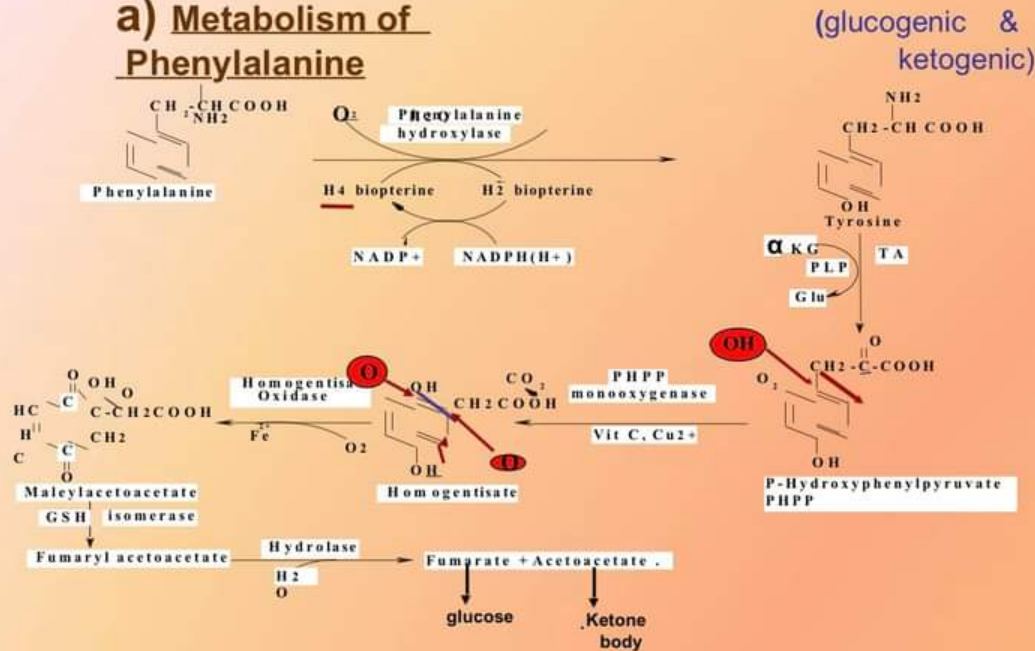 a) Metabolism of
Phenylalanine
(glucogenic &
ketogenic)
CH2-CH COOH
NH2
Phenylalanine
O2
hydroxylase
H4 biopterine
H2 biopterine
NADP+
NADPH(H+)
NH2
CH2-CH COOH
OH
Tyrosine
α KG
TA
PLP
Glu
OH
O
CH2-C-COOH
O2
OH
P-Hydroxyphenylpyruvate
PHPP
PHPP
monooxygenase
Vit C, Cu2+
CO2
CH2COOH
O
OH
O
OH
Homogentisate
Oxidase
Fe2+
O2
O
OH
O
HC
C
C-CH2COOH
H
CH2
C
C
O
Maleylacetoacetate
GSH
isomerase
Fumaryl acetoacetate
Hydrolase
H2
O
Fumarate + Acetoacetate .
glucose
.Ketone
body